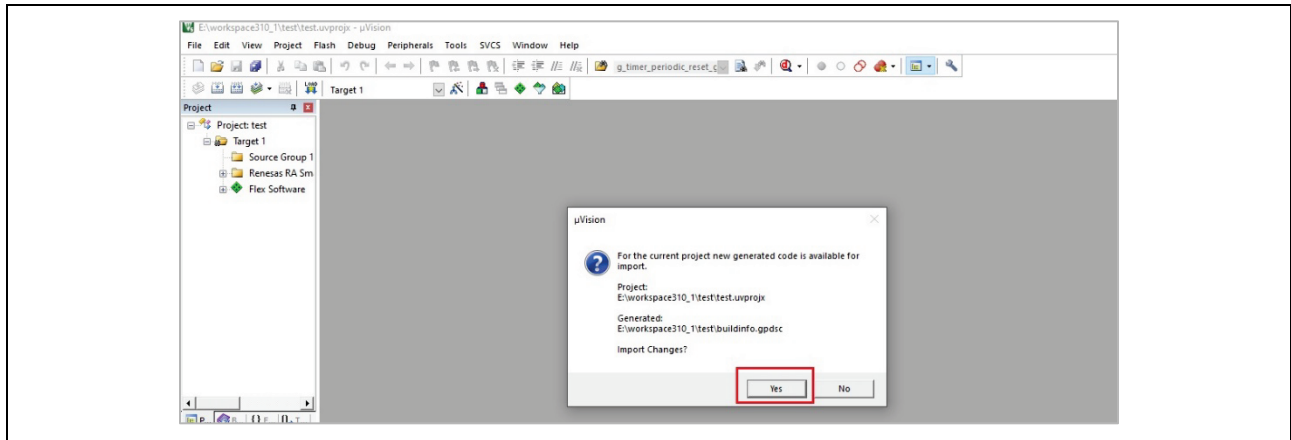 E:\workspace310_1\test\test.uvprojx - µVision
File Edit View Project Flash Debug Peripherals Tools SVCS Window Help
g_timer_periodic_reset_g
LOAD Target 1
Project
Project: test
Target 1
Source Group 1
Renesas RA Sm
Flex Software
µVision
For the current project new generated code is available for
import.
Project:
E:\workspace310_1\test\test.uvprojx
Generated:
E:\workspace310_1\test\buildinfo.gpdsc
Import Changes?
Yes No